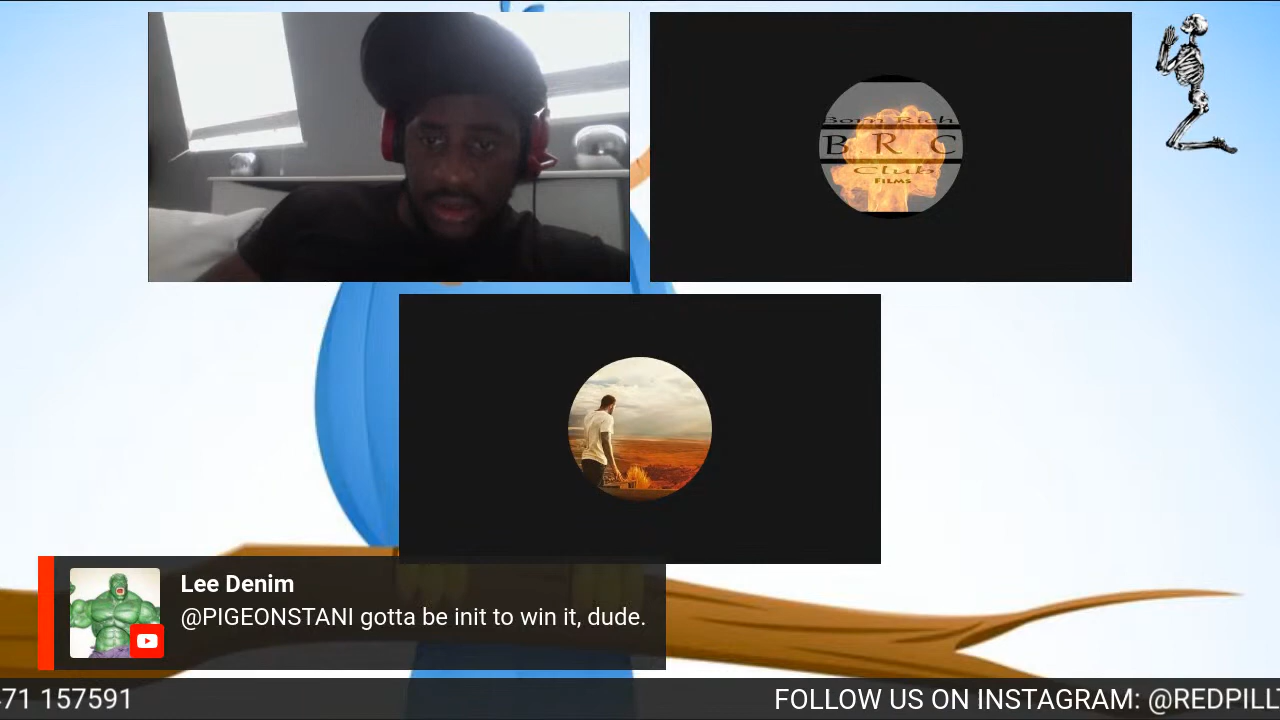 Born Rich
B . R . C
Club
FILMS
Lee Denim
@PIGEONSTANI gotta be init to win it, dude.
71 157591
FOLLOW US ON INSTAGRAM: @REDPILL